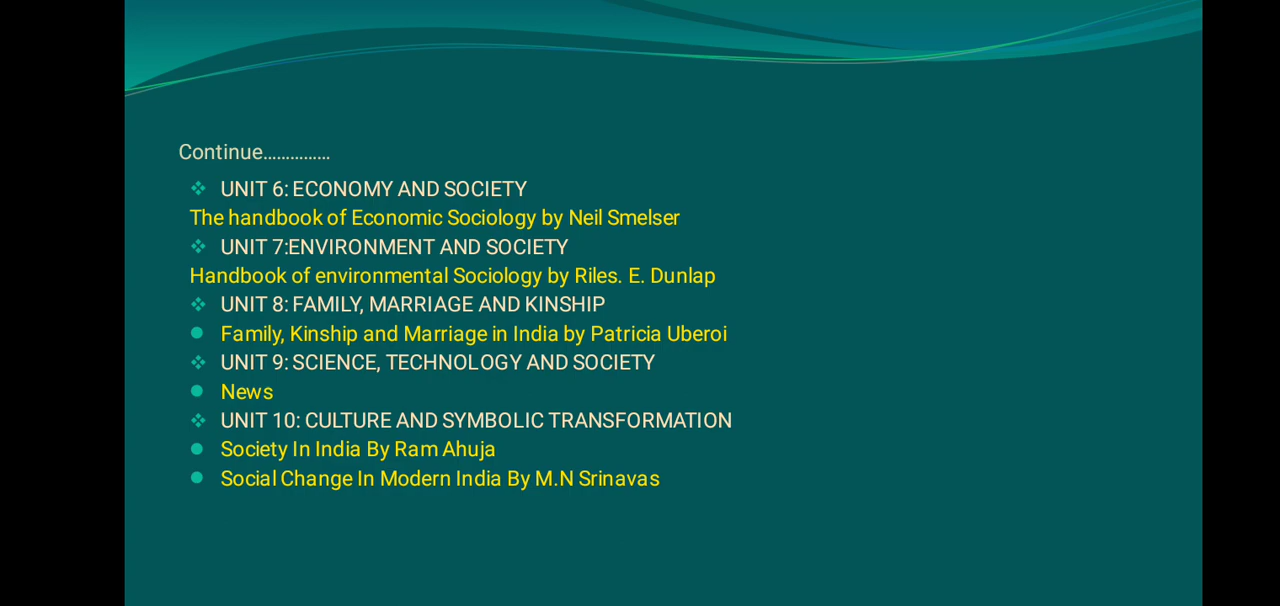 Continue……………
❖ UNIT 6: ECONOMY AND SOCIETY
The handbook of Economic Sociology by Neil Smelser
❖ UNIT 7:ENVIRONMENT AND SOCIETY
Handbook of environmental Sociology by Riles. E. Dunlap
❖ UNIT 8: FAMILY, MARRIAGE AND KINSHIP
● Family, Kinship and Marriage in India by Patricia Uberoi
❖ UNIT 9: SCIENCE, TECHNOLOGY AND SOCIETY
● News
❖ UNIT 10: CULTURE AND SYMBOLIC TRANSFORMATION
● Society In India By Ram Ahuja
● Social Change In Modern India By M.N Srinavas